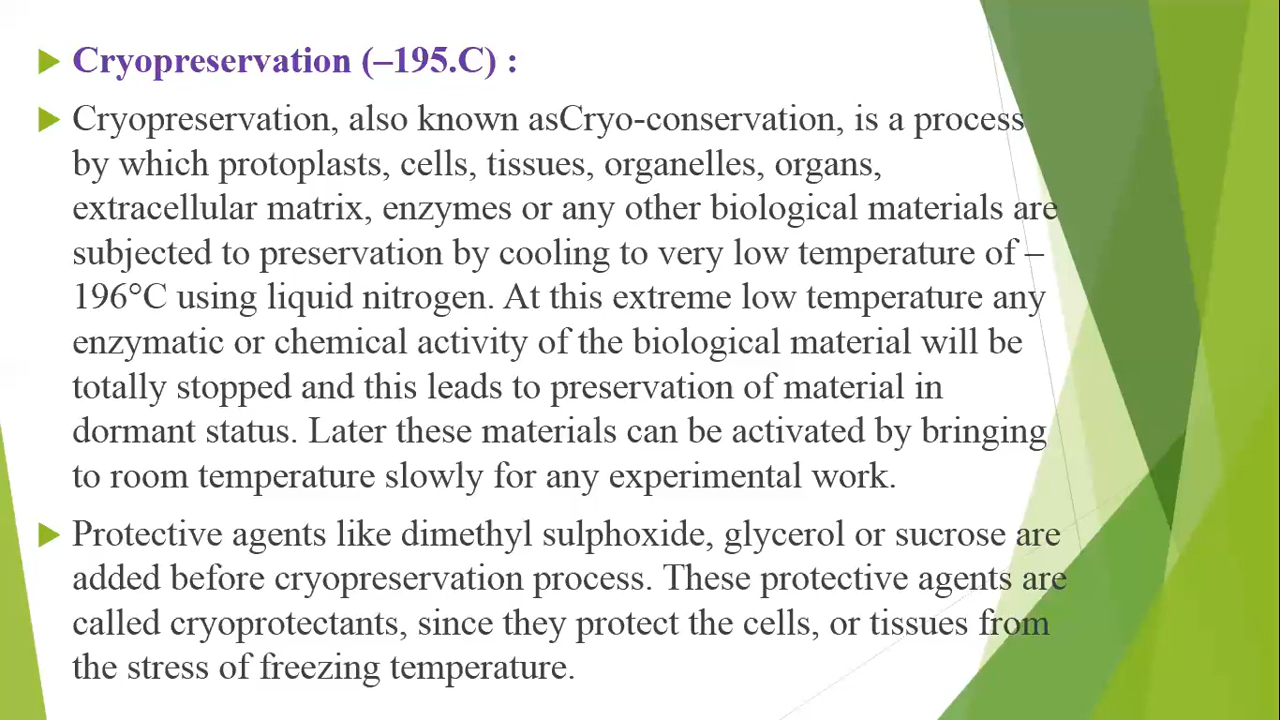 Cryopreservation (–195.C) :
Cryopreservation, also known asCryo-conservation, is a process
by which protoplasts, cells, tissues, organelles, organs,
extracellular matrix, enzymes or any other biological materials are
subjected to preservation by cooling to very low temperature of –
196°C using liquid nitrogen. At this extreme low temperature any
enzymatic or chemical activity of the biological material will be
totally stopped and this leads to preservation of material in
dormant status. Later these materials can be activated by bringing
to room temperature slowly for any experimental work.
Protective agents like dimethyl sulphoxide, glycerol or sucrose are
added before cryopreservation process. These protective agents are
called cryoprotectants, since they protect the cells, or tissues from
the stress of freezing temperature.